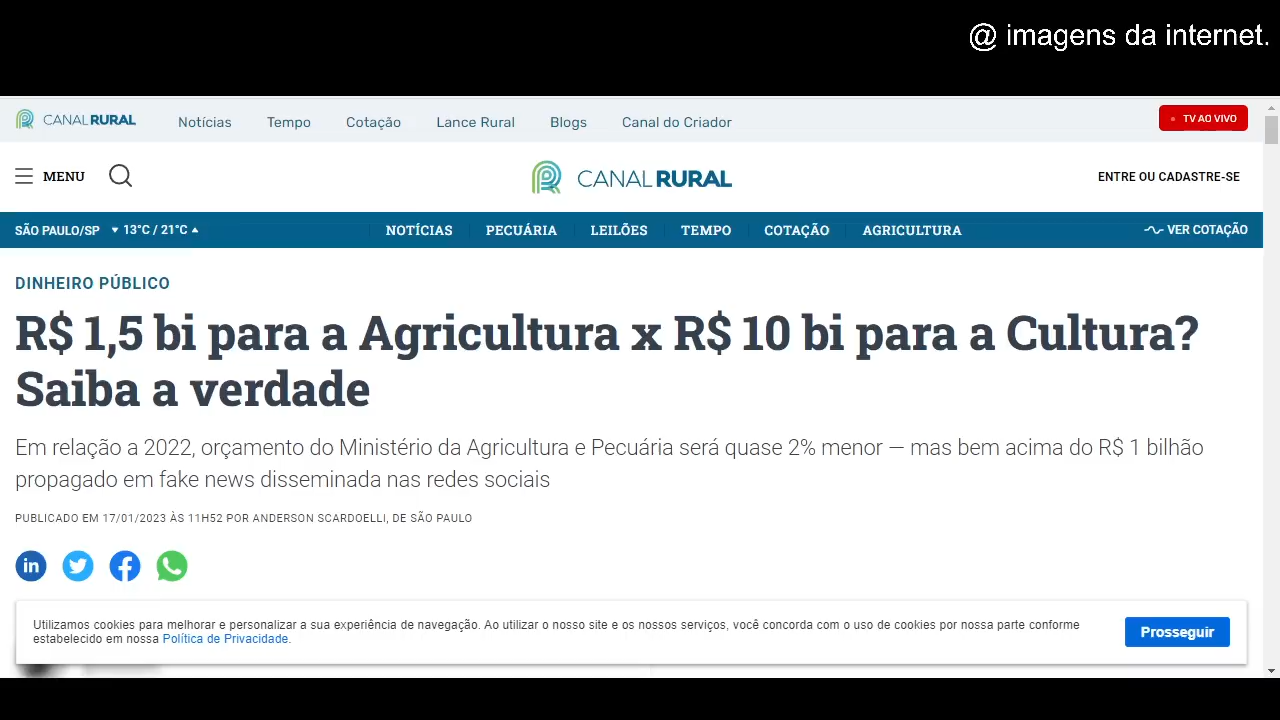 @ imagens da internet.
CANAL RURAL Notícias Tempo Cotação Lance Rural Blogs Canal do Criador TV AO VIVO
MENU CANAL RURAL ENTRE OU CADASTRE-SE
SÃO PAULO/SP 13°C / 21°C NOTÍCIAS PECUÁRIA LEILÕES TEMPO COTAÇÃO AGRICULTURA VER COTAÇÃO
DINHEIRO PÚBLICO
R$ 1,5 bi para a Agricultura x R$ 10 bi para a Cultura?
Saiba a verdade
Em relação a 2022, orçamento do Ministério da Agricultura e Pecuária será quase 2% menor — mas bem acima do R$ 1 bilhão
propagado em fake news disseminada nas redes sociais
PUBLICADO EM 17/01/2023 ÀS 11H52 POR ANDERSON SCARDOELLI, DE SÃO PAULO
in
Utilizamos cookies para melhorar e personalizar a sua experiência de navegação. Ao utilizar o nosso site e os nossos serviços, você concorda com o uso de cookies por nossa parte conforme
estabelecido em nossa Política de Privacidade.
Prosseguir